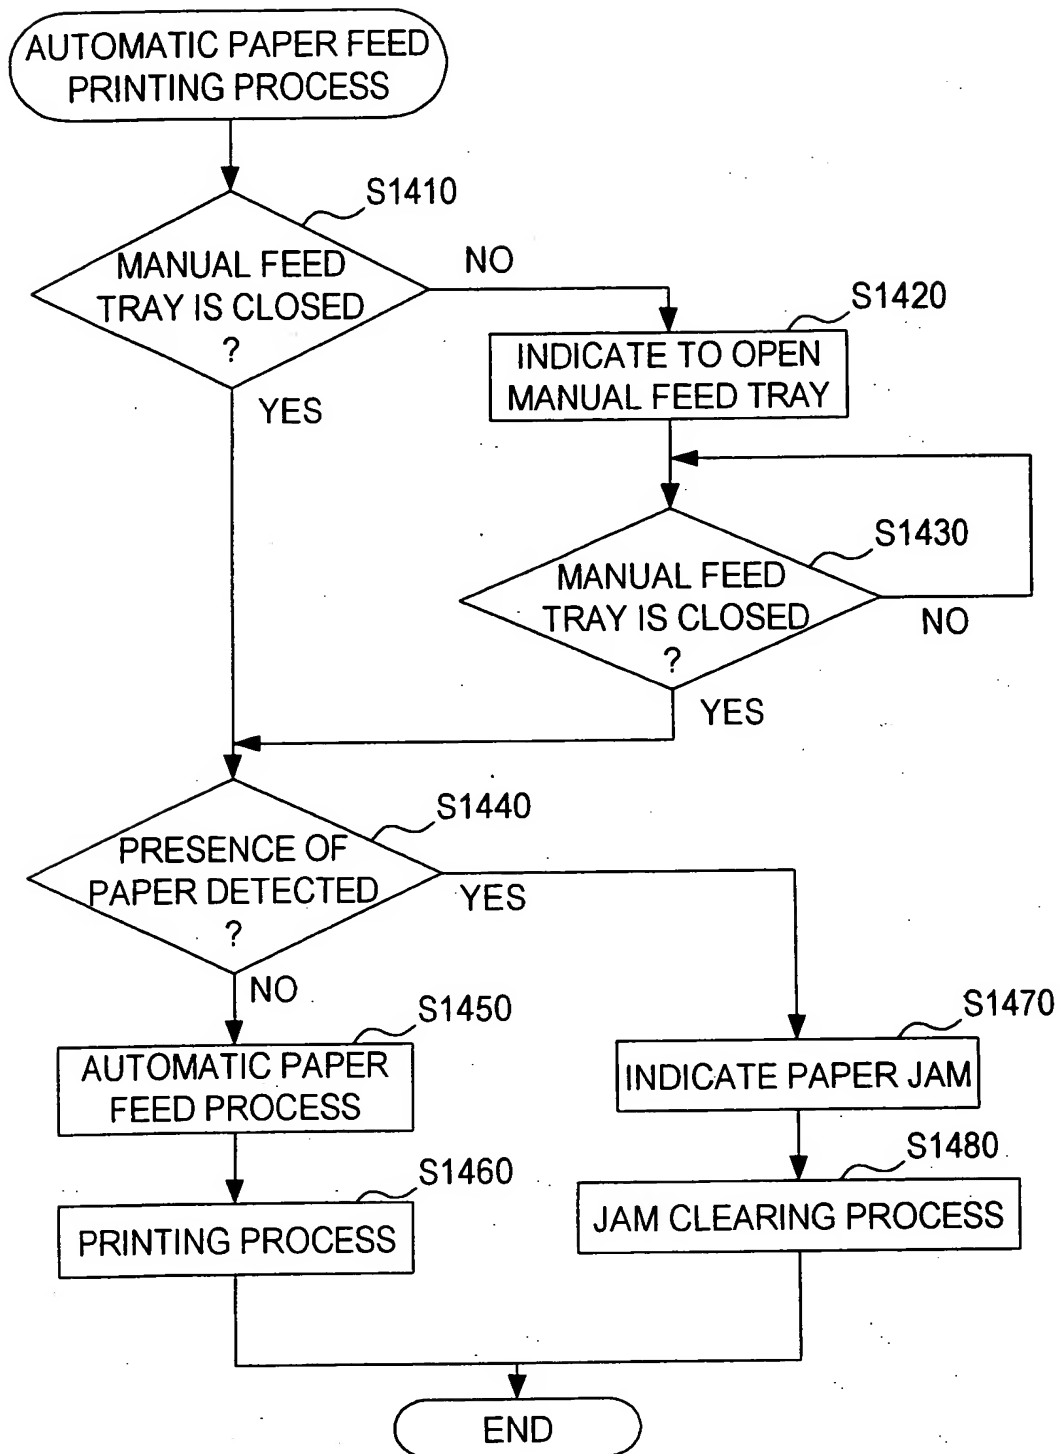 AUTOMATIC PAPER FEED
PRINTING PROCESS
S1410
MANUAL FEED
TRAY IS CLOSED
?
NO
YES
S1420
INDICATE TO OPEN
MANUAL FEED TRAY
S1430
MANUAL FEED
TRAY IS CLOSED
?
NO
YES
S1440
PRESENCE OF
PAPER DETECTED
?
YES
NO
S1450
AUTOMATIC PAPER
FEED PROCESS
S1460
PRINTING PROCESS
S1470
INDICATE PAPER JAM
S1480
JAM CLEARING PROCESS
END